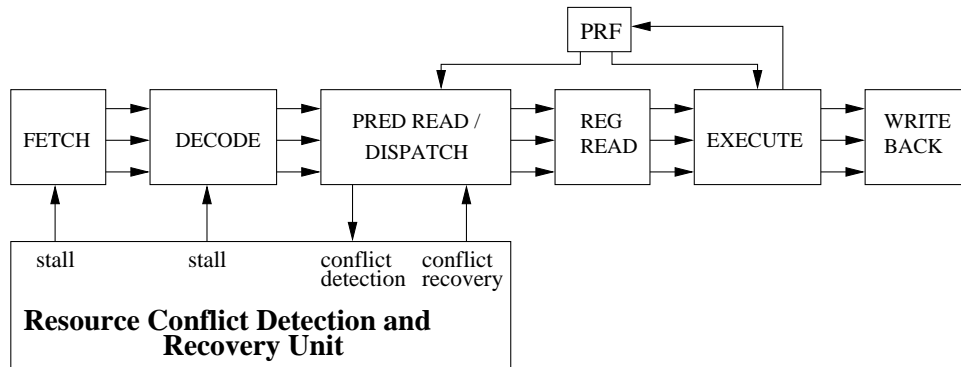 PRF
FETCH
DECODE
PRED READ /
DISPATCH
REG
READ
EXECUTE
WRITE
BACK
stall
stall
conflict
detection
conflict
recovery
Resource Conflict Detection and
Recovery Unit